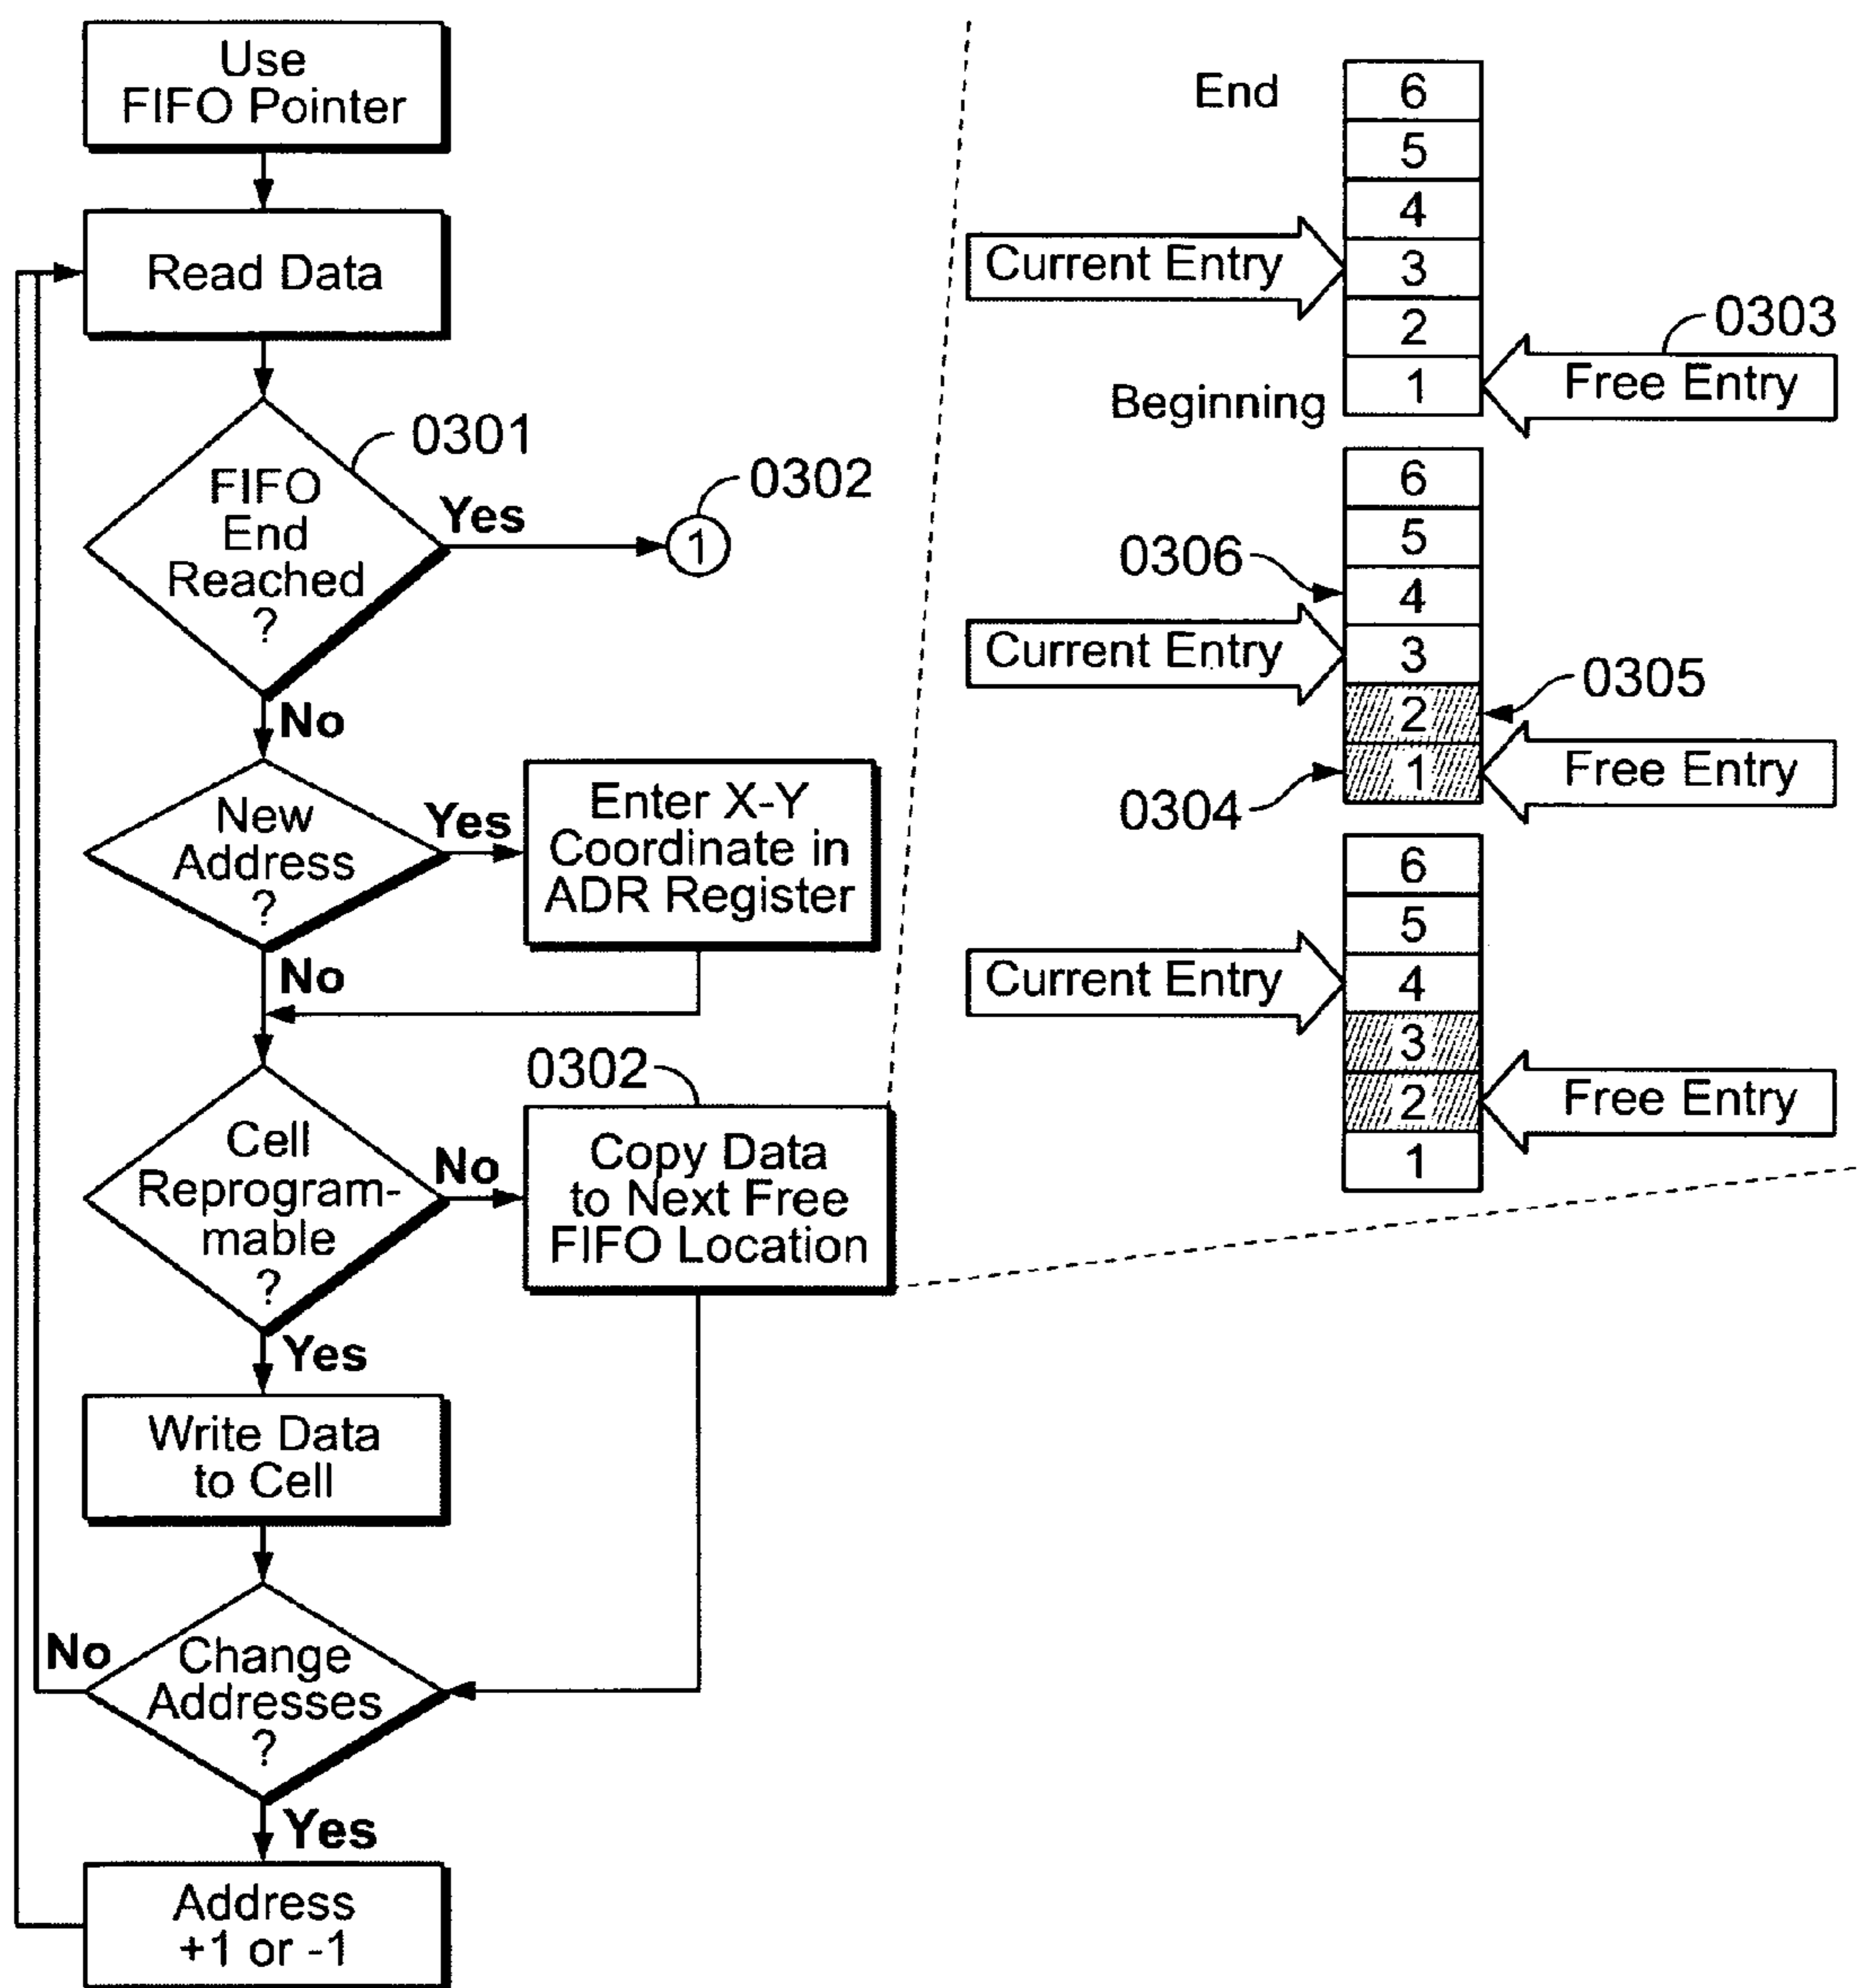 Use
FIFO Pointer
Read Data
0301
FIFO
End
Reached
?
Yes
0302
1
No
New
Address
?
Yes
Enter X-Y
Coordinate in
ADR Register
No
0302
Cell
Reprogram-
mable
?
No
Copy Data
to Next Free
FIFO Location
Yes
Write Data
to Cell
No
Change
Addresses
?
Yes
Address
+1 or -1
End
6
5
4
Current Entry
3
2
0303
Beginning
1
Free Entry
6
5
0306
4
Current Entry
3
0305
2
0304
1
Free Entry
6
5
Current Entry
4
3
2
Free Entry
1